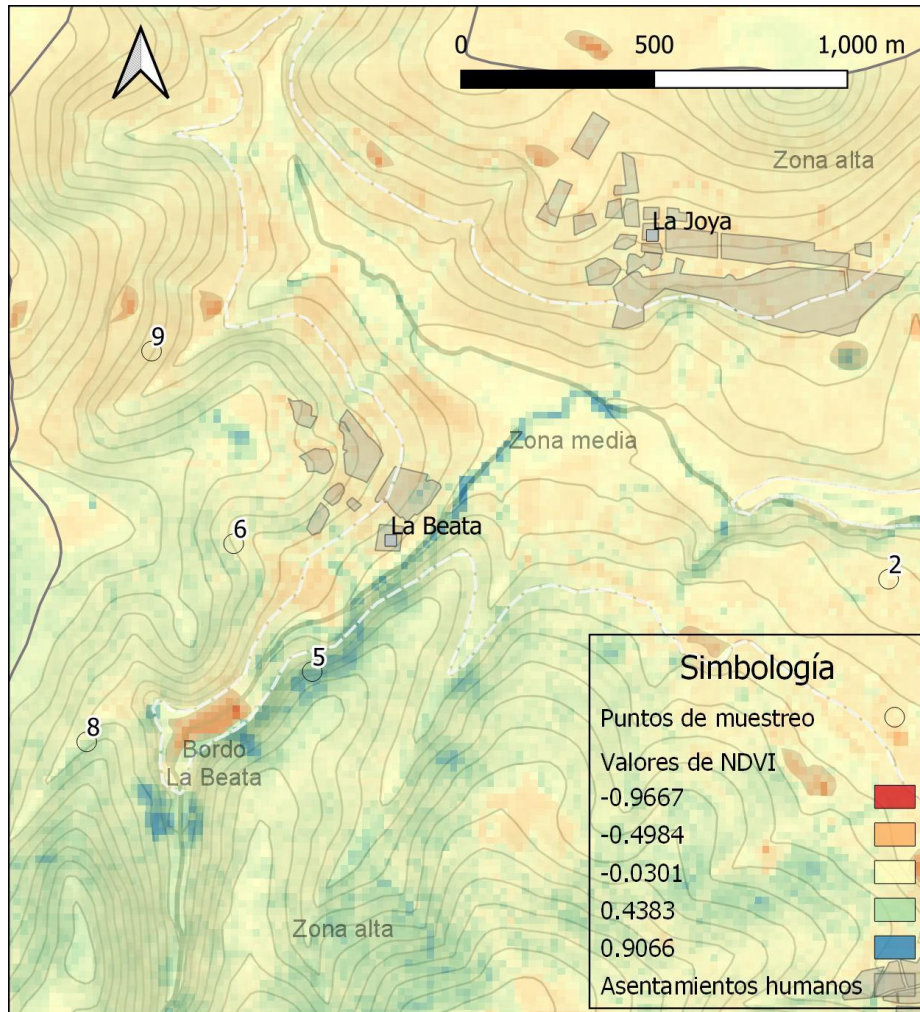 0 500 1,000 m
Zona alta
La Joya
9
Zona media
La Beata
6
2
5
8
Bordo
La Beata
Zona alta
Simbología
Puntos de muestreo
Valores de NDVI
-0.9667
-0.4984
-0.0301
0.4383
0.9066
Asentamientos humanos